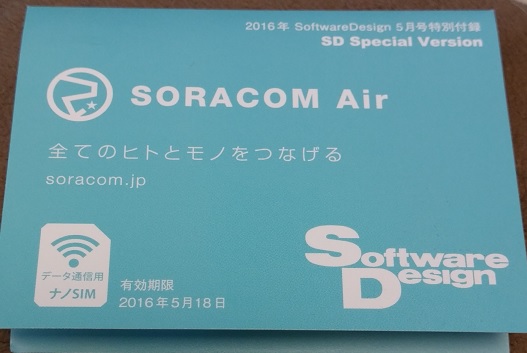 2016年 SoftwareDesign 5月号特別付録
SD Special Version
SORACOM Air
全てのヒトとモノをつなげる
soracom.jp
データ通信用
ナノSIM
有効期限
2016年5月18日
Software
Design